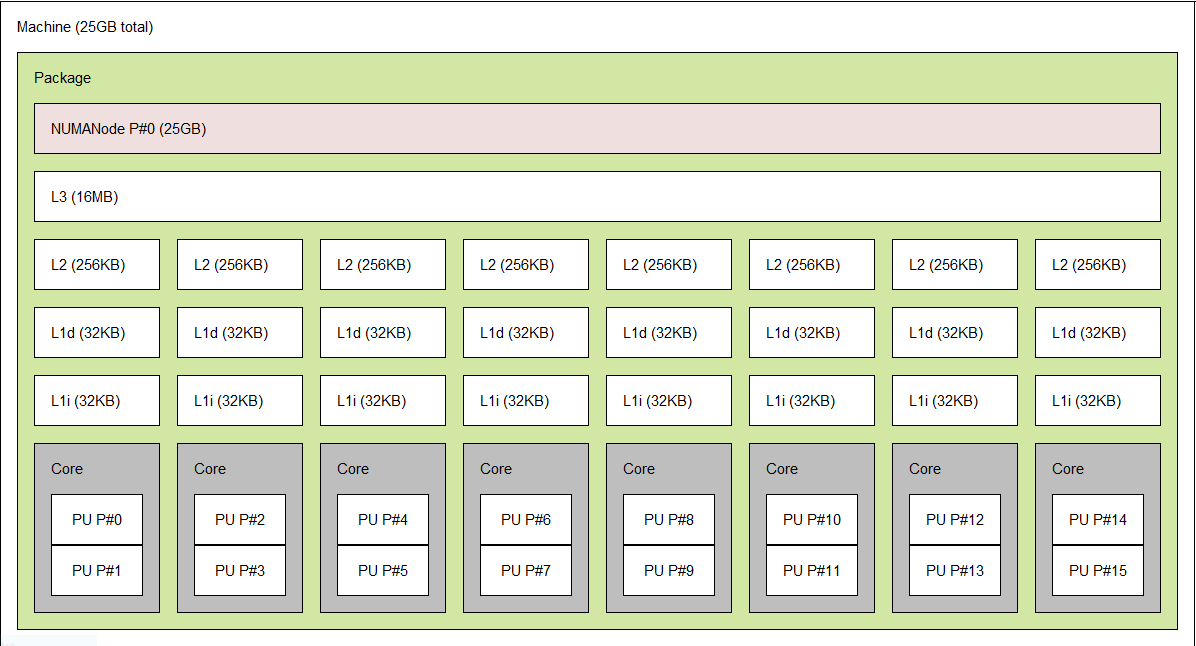 Machine (25GB total)
Package
NUMANode P#0 (25GB)
L3 (16MB)
L2 (256KB) L2 (256KB) L2 (256KB) L2 (256KB) L2 (256KB) L2 (256KB) L2 (256KB) L2 (256KB)
L1d (32KB) L1d (32KB) L1d (32KB) L1d (32KB) L1d (32KB) L1d (32KB) L1d (32KB) L1d (32KB)
L1i (32KB) L1i (32KB) L1i (32KB) L1i (32KB) L1i (32KB) L1i (32KB) L1i (32KB) L1i (32KB)
Core Core Core Core Core Core Core Core
PU P#0 PU P#2 PU P#4 PU P#6 PU P#8 PU P#10 PU P#12 PU P#14
PU P#1 PU P#3 PU P#5 PU P#7 PU P#9 PU P#11 PU P#13 PU P#15